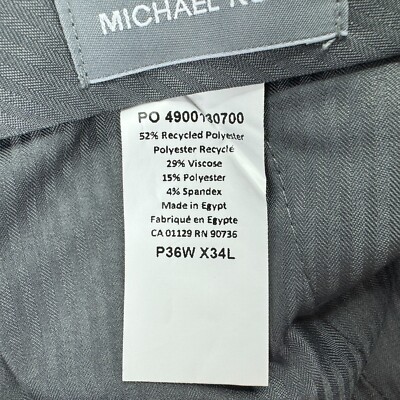 MICHAEL
PO 4900130700
52% Recycled Polyester
Polyester Recyclé
29% Viscose
15% Polyester
4% Spandex
Made in Egypt
Fabriqué en Egypte
CA 01129 RN 90736
P36W X34L